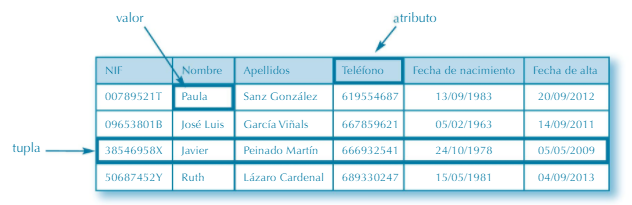 valor atributo
NIF Nombre Apellidos Teléfono Fecha de nacimiento Fecha de alta
00789521T Paula Sanz González 619554687 13/09/1983 20/09/2012
09653801B José Luis García Viñals 667859621 05/02/1963 14/09/2011
tupla 38546958X Javier Peinado Martín 666932541 24/10/1978 05/05/2009
50687452Y Ruth Lázaro Cardenal 689330247 15/05/1981 04/09/2013